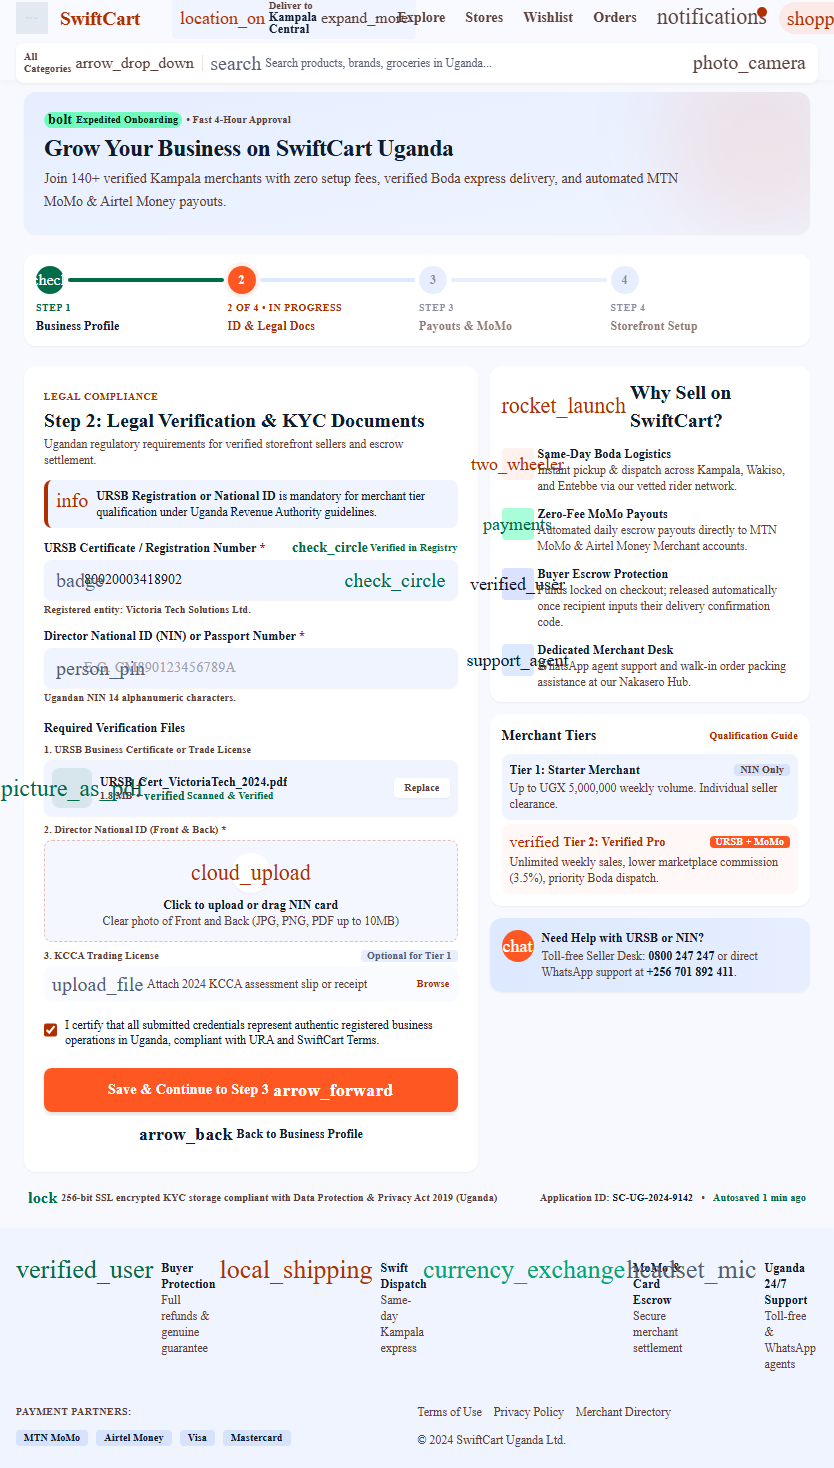 SwiftCart
location_on
Deliver to
Kampala
Central
expand_more
Explore
Stores
Wishlist
Orders
notifications
shopp
All
Categories
arrow_drop_down
search
Search products, brands, groceries in Uganda...
photo_camera
bolt Expedited Onboarding
• Fast 4-Hour Approval
Grow Your Business on SwiftCart Uganda
Join 140+ verified Kampala merchants with zero setup fees, verified Boda express delivery, and automated MTN
MoMo & Airtel Money payouts.
check
2
3
4
STEP 1
2 OF 4 • IN PROGRESS
STEP 3
STEP 4
Business Profile
ID & Legal Docs
Payouts & MoMo
Storefront Setup
LEGAL COMPLIANCE
Step 2: Legal Verification & KYC Documents
Ugandan regulatory requirements for verified storefront sellers and escrow
settlement.
info
URSB Registration or National ID is mandatory for merchant tier
qualification under Uganda Revenue Authority guidelines.
URSB Certificate / Registration Number *
check_circle Verified in Registry
badge
80020003418902
check_circle
Registered entity: Victoria Tech Solutions Ltd.
Director National ID (NIN) or Passport Number *
person_pin
E.G. CM890123456789A
Ugandan NIN 14 alphanumeric characters.
Required Verification Files
1. URSB Business Certificate or Trade License
picture_as_pdf
URSB_Cert_VictoriaTech_2024.pdf
1.8 MB • verified Scanned & Verified
Replace
2. Director National ID (Front & Back) *
cloud_upload
Click to upload or drag NIN card
Clear photo of Front and Back (JPG, PNG, PDF up to 10MB)
3. KCCA Trading License
Optional for Tier 1
upload_file
Attach 2024 KCCA assessment slip or receipt
Browse
I certify that all submitted credentials represent authentic registered business
operations in Uganda, compliant with URA and SwiftCart Terms.
Save & Continue to Step 3 arrow_forward
arrow_back Back to Business Profile
rocket_launch
Why Sell on
SwiftCart?
two_wheeler
Same-Day Boda Logistics
Instant pickup & dispatch across Kampala, Wakiso,
and Entebbe via our vetted rider network.
payments
Zero-Fee MoMo Payouts
Automated daily escrow payouts directly to MTN
MoMo & Airtel Money Merchant accounts.
verified_user
Buyer Escrow Protection
Funds locked on checkout; released automatically
once recipient inputs their delivery confirmation
code.
support_agent
Dedicated Merchant Desk
WhatsApp agent support and walk-in order packing
assistance at our Nakasero Hub.
Merchant Tiers
Qualification Guide
Tier 1: Starter Merchant
NIN Only
Up to UGX 5,000,000 weekly volume. Individual seller
clearance.
verified Tier 2: Verified Pro
URSB + MoMo
Unlimited weekly sales, lower marketplace commission
(3.5%), priority Boda dispatch.
chat
Need Help with URSB or NIN?
Toll-free Seller Desk: 0800 247 247 or direct
WhatsApp support at +256 701 892 411.
lock 256-bit SSL encrypted KYC storage compliant with Data Protection & Privacy Act 2019 (Uganda)
Application ID: SC-UG-2024-9142 • Autosaved 1 min ago
verified_user
Buyer
Protection
Full
refunds &
genuine
guarantee
local_shipping
Swift
Dispatch
Same-
day
Kampala
express
currency_exchange
MoMo &
Card
Escrow
Secure
merchant
settlement
headset_mic
Uganda
24/7
Support
Toll-free
&
WhatsApp
agents
PAYMENT PARTNERS:
MTN MoMo
Airtel Money
Visa
Mastercard
Terms of Use
Privacy Policy
Merchant Directory
© 2024 SwiftCart Uganda Ltd.